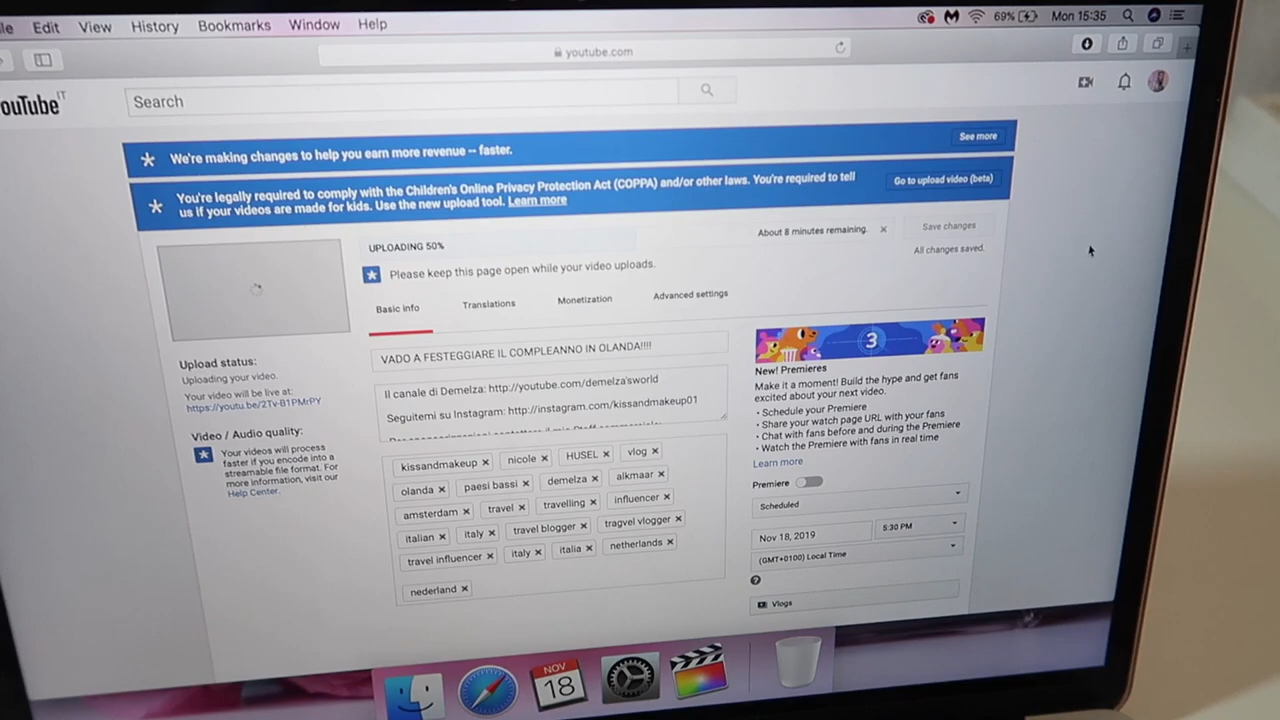 Edit View History Bookmarks Window Help
69% Mon 15:35
youtube.com
ouTube IT
Search
We're making changes to help you earn more revenue -- faster.
See more
You're legally required to comply with the Children's Online Privacy Protection Act (COPPA) and/or other laws. You're required to tell
us if your videos are made for kids. Use the new upload tool. Learn more
Go to upload video (beta)
UPLOADING 50%
About 8 minutes remaining.
Save changes
All changes saved.
Please keep this page open while your video uploads.
Basic info
Translations
Monetization
Advanced settings
Upload status:
Uploading your video.
Your video will be live at:
https://youtu.be/2Tv-B1PMrPY
Video / Audio quality:
Your videos will process
faster if you encode into a
streamable file format. For
more information, visit our
Help Center.
VADO A FESTEGGIARE IL COMPLEANNO IN OLANDA!!!!
Il canale di Demelza: http://youtube.com/demelza'sworld
Seguitemi su Instagram: http://instagram.com/kissandmakeup01
kissandmakeup nicole HUSEL vlog
olanda paesi bassi demelza alkmaar
amsterdam travel travelling influencer
italian italy travel blogger tragvel vlogger
travel influencer italy italia netherlands
nederland
3
New! Premieres
Make it a moment! Build the hype and get fans
excited about your next video.
• Schedule your Premiere
• Share your watch page URL with your fans
• Chat with fans before and during the Premiere
• Watch the Premiere with fans in real time
Learn more
Premiere
Scheduled
Nov 18, 2019
5:30 PM
(GMT+0100) Local Time
Vlogs
NOV
18